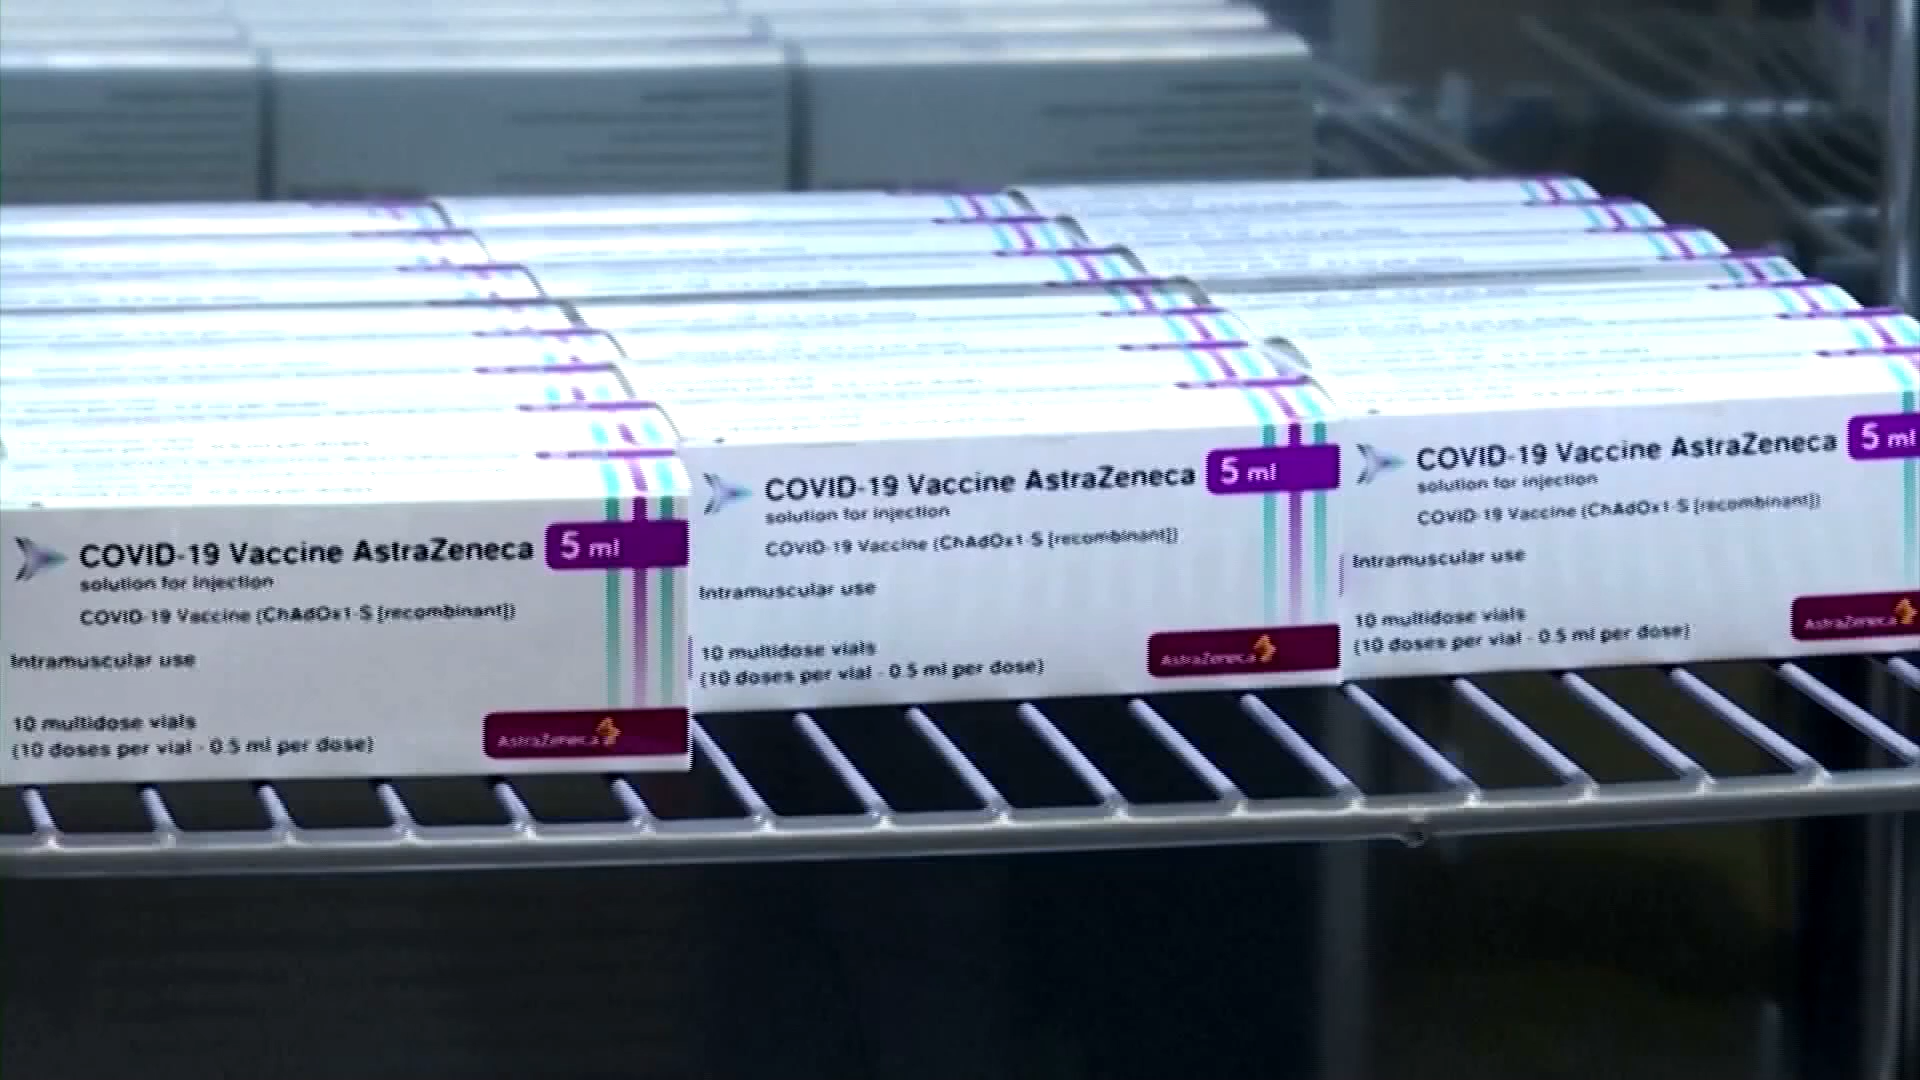 COVID-19 Vaccine AstraZeneca 5 ml
solution for injection
COVID-19 Vaccine (ChAdOx1-S [recombinant])
Intramuscular use
10 multidose vials
(10 doses per vial - 0.5 ml per dose)
AstraZeneca
COVID-19 Vaccine AstraZeneca 5 ml
solution for injection
COVID-19 Vaccine (ChAdOx1-S [recombinant])
Intramuscular use
10 multidose vials
(10 doses per vial - 0.5 ml per dose)
AstraZeneca
COVID-19 Vaccine AstraZeneca 5 ml
solution for injection
COVID-19 Vaccine (ChAdOx1-S [recombinant])
Intramuscular use
10 multidose vials
(10 doses per vial - 0.5 ml per dose)
AstraZeneca